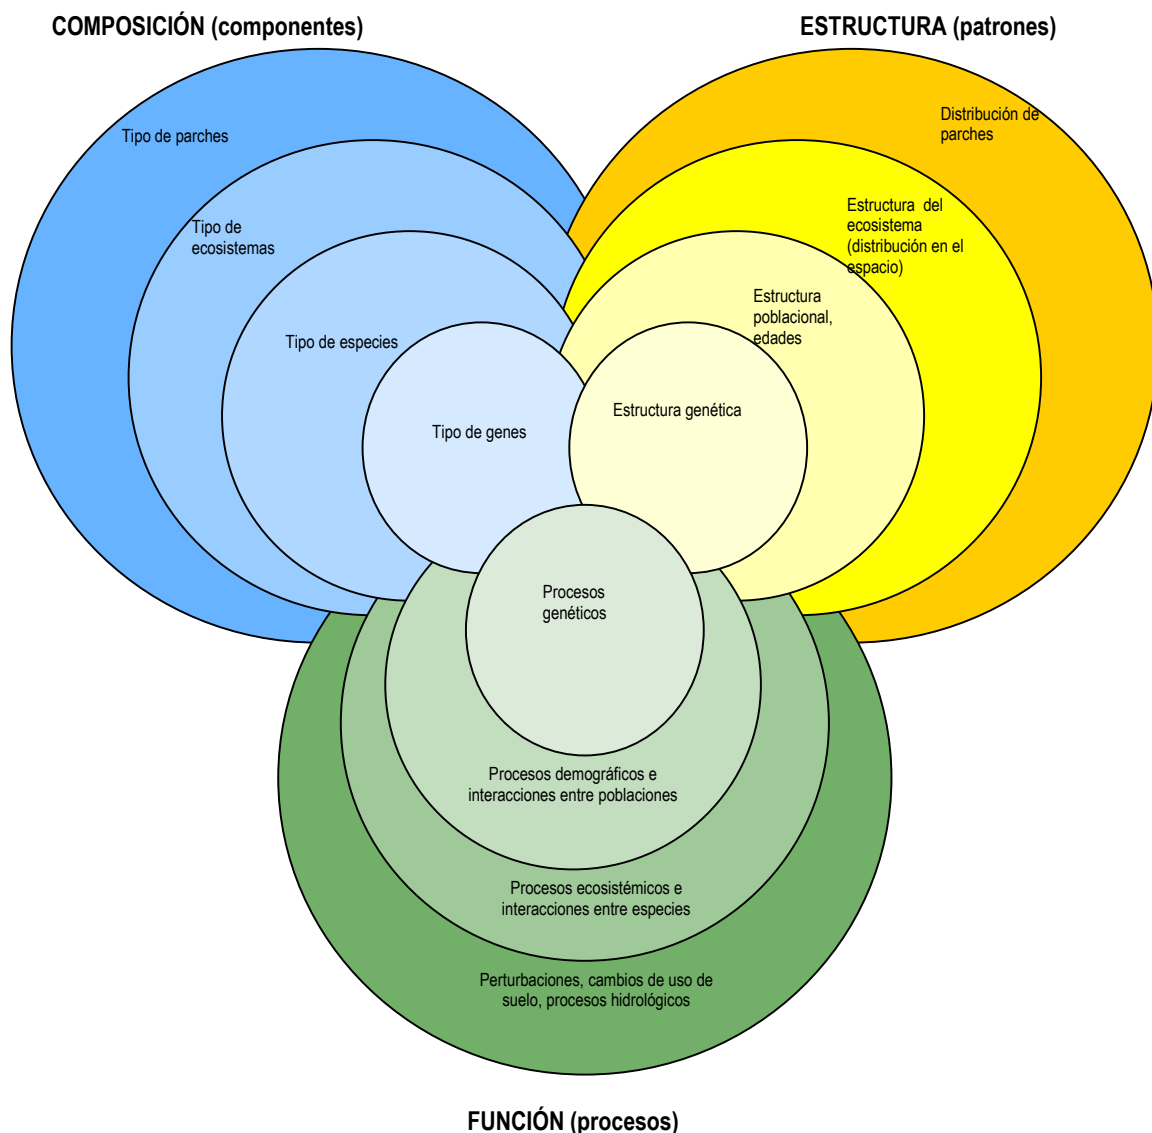 COMPOSICIÓN (componentes)
ESTRUCTURA (patrones)
Tipo de parches
Distribución de
parches
Tipo de
ecosistemas
Estructura del
ecosistema
(distribución en el
espacio)
Tipo de especies
Estructura
poblacional,
edades
Tipo de genes
Estructura genética
Procesos
genéticos
Procesos demográficos e
interacciones entre poblaciones
Procesos ecosistémicos e
interacciones entre especies
Perturbaciones, cambios de uso de
suelo, procesos hidrológicos
FUNCIÓN (procesos)